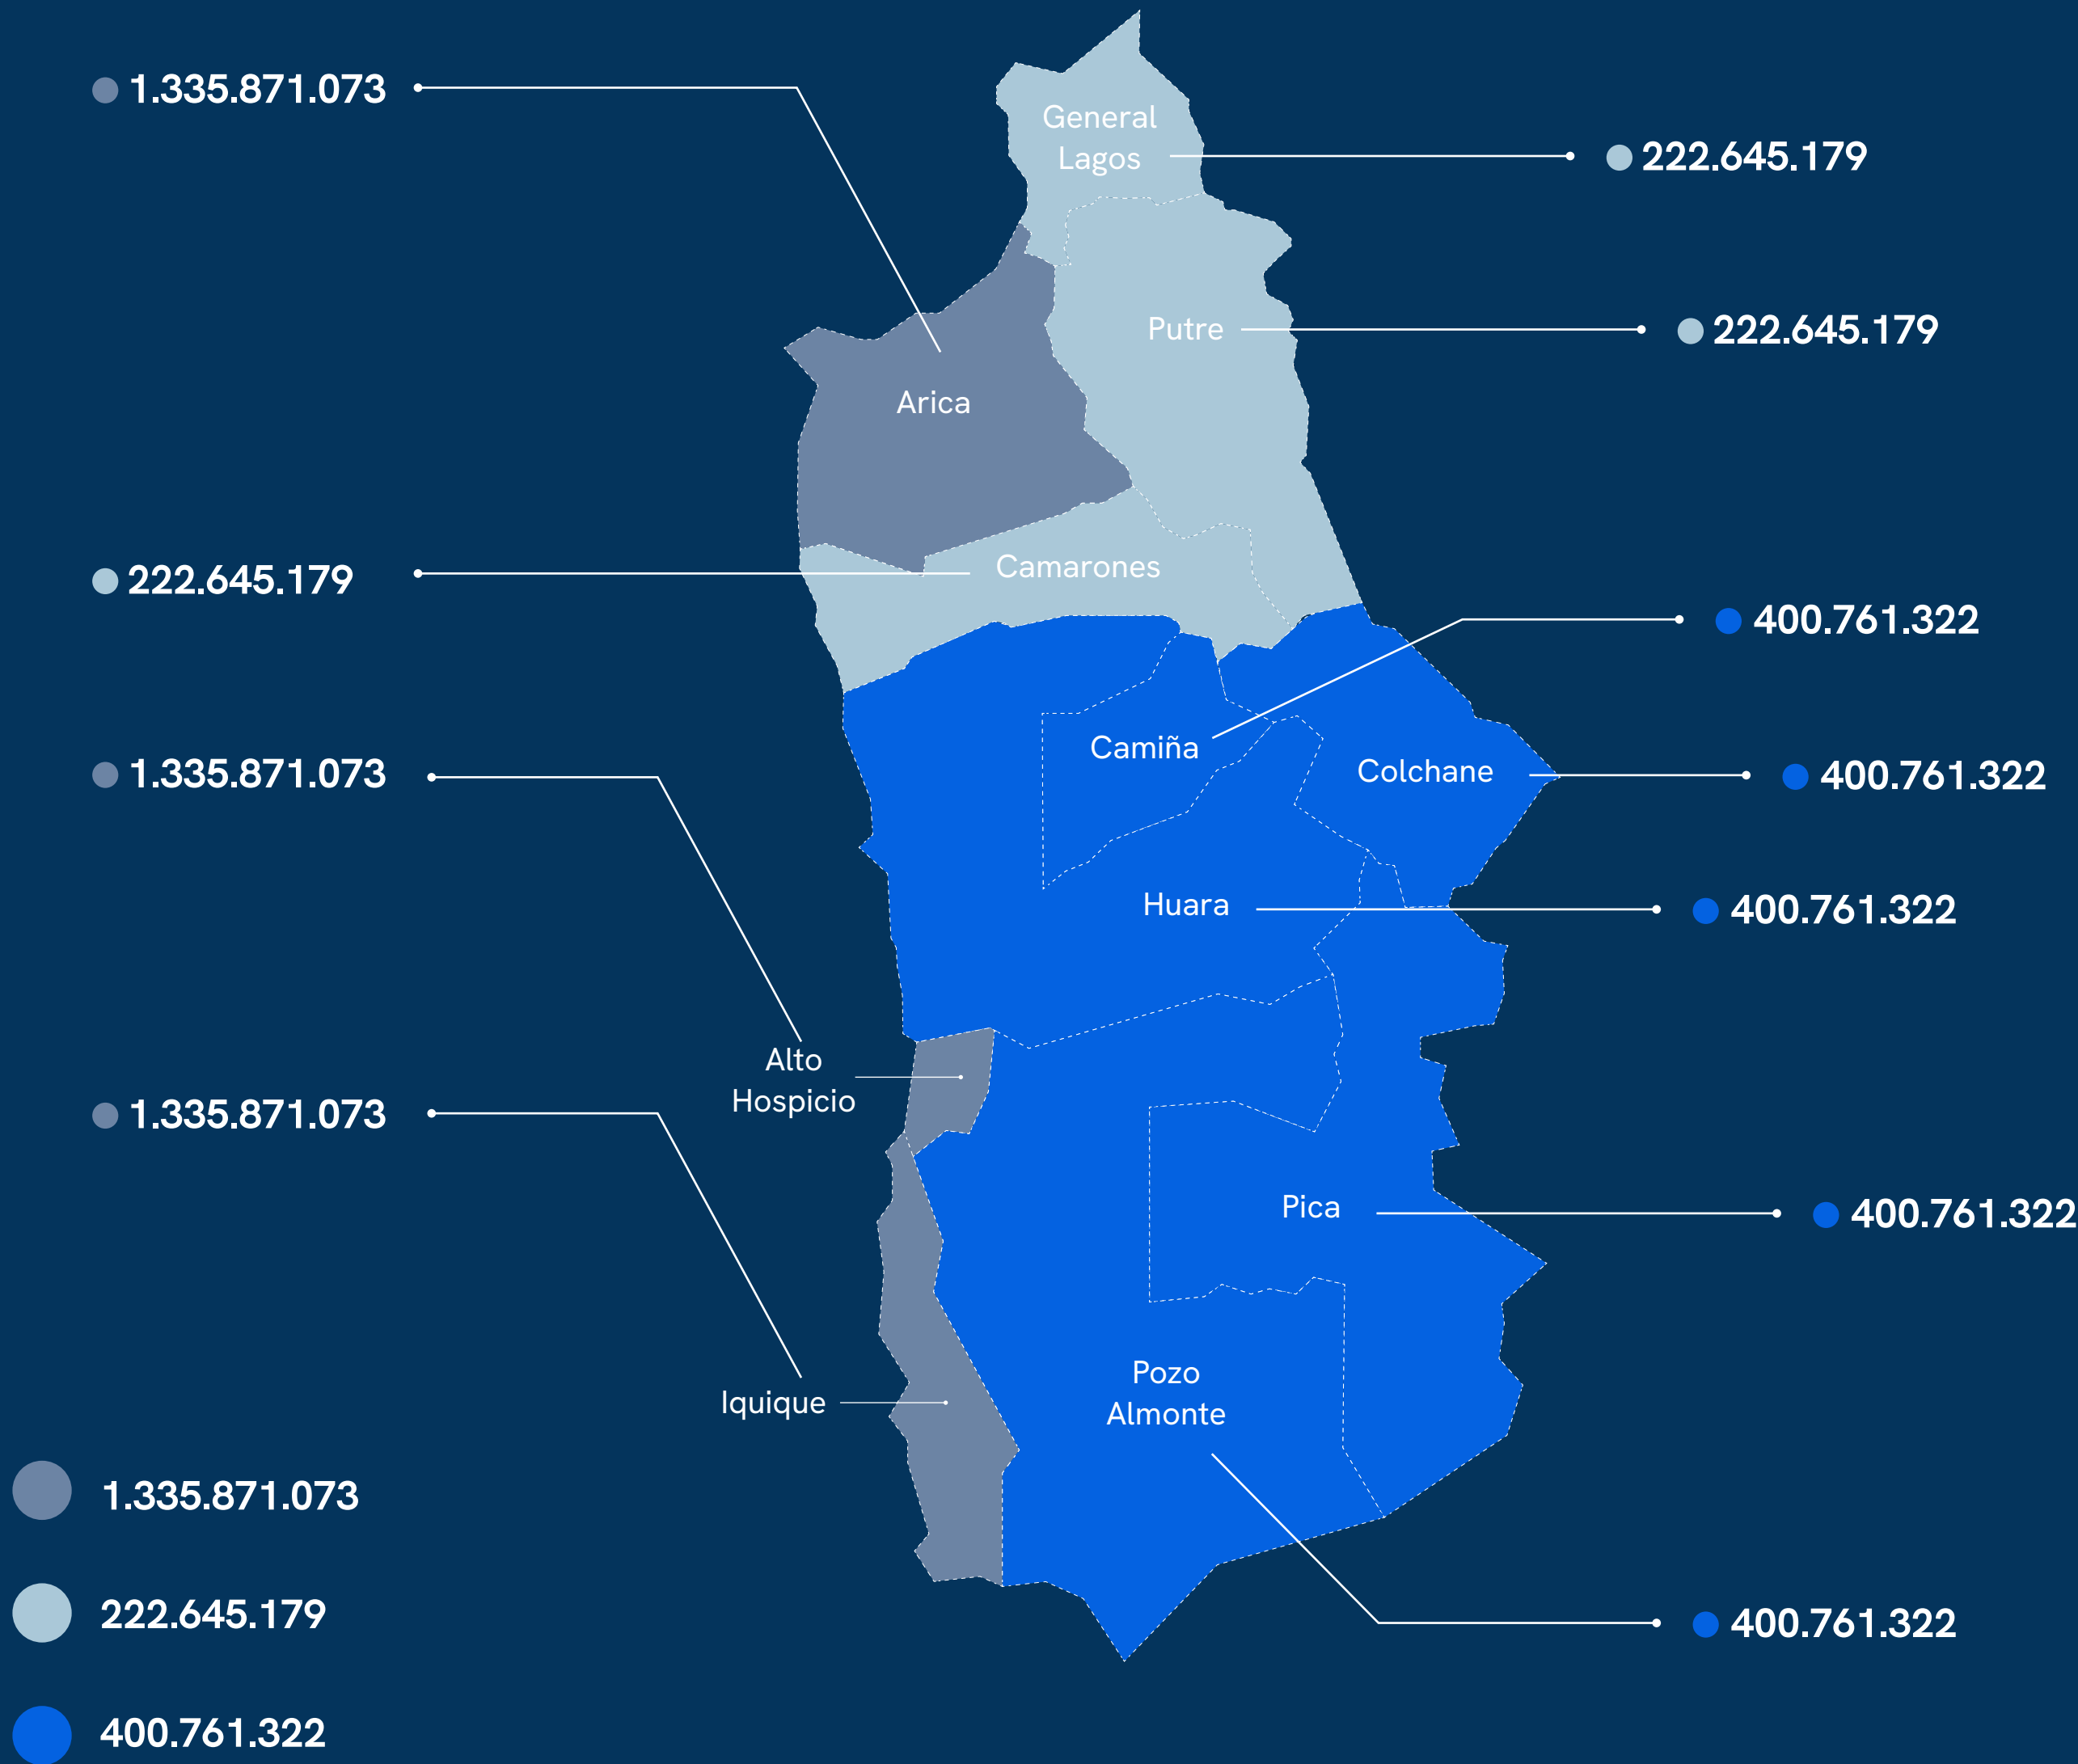 1.335.871.073
General
Lagos
222.645.179
Putre
222.645.179
Arica
Camarones
222.645.179
400.761.322
Camiña
Colchane
400.761.322
1.335.871.073
Huara
400.761.322
Alto
Hospicio
1.335.871.073
Pica
400.761.322
Pozo
Almonte
Iquique
1.335.871.073
222.645.179
400.761.322
400.761.322